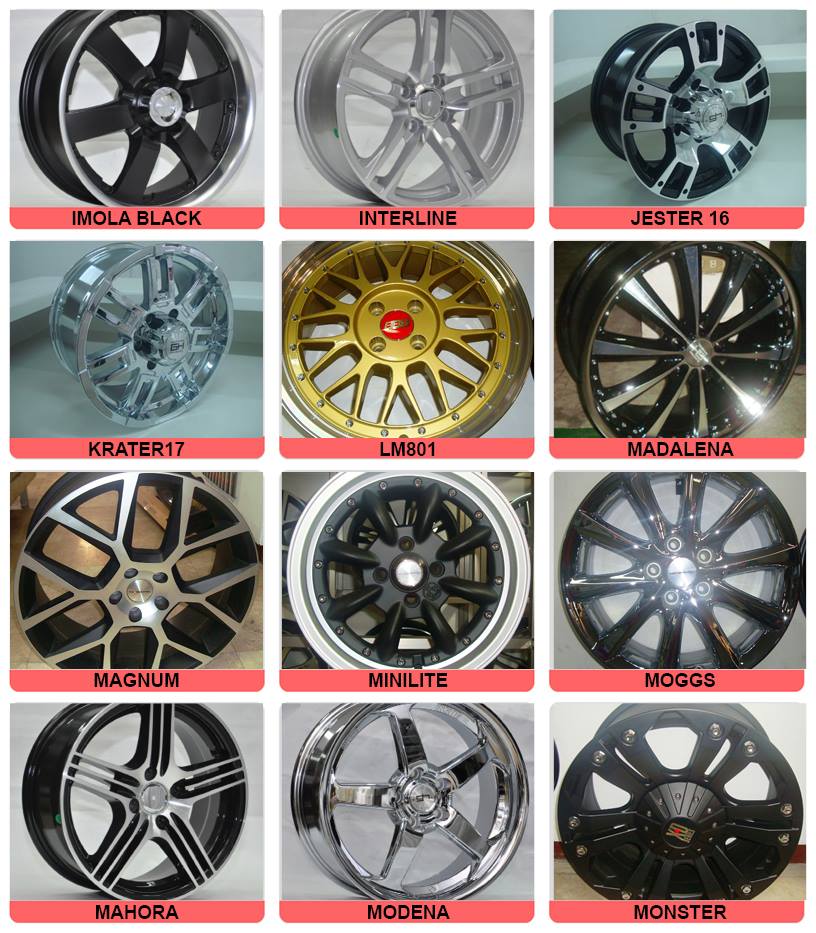 IMOLA BLACK
INTERLINE
JESTER 16
KRATER17
LM801
MADALENA
MAGNUM
MINILITE
MOGGS
MAHORA
MODENA
MONSTER